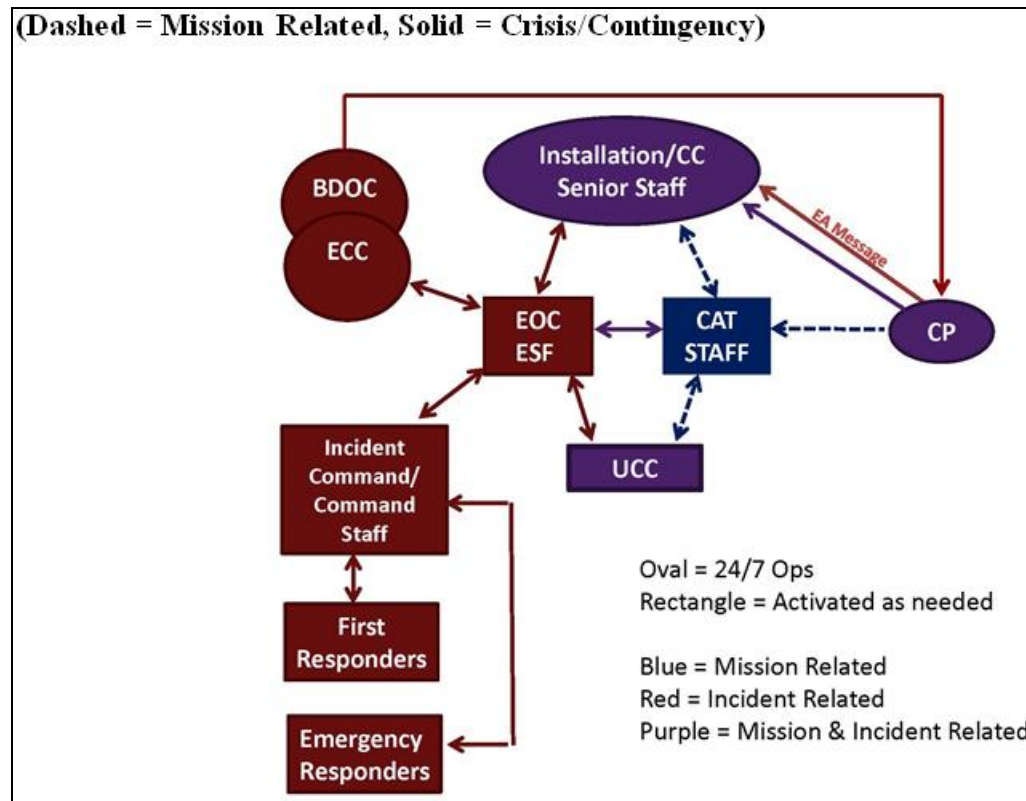 (Dashed = Mission Related, Solid = Crisis/Contingency)
BDOC
ECC
Installation/CC
Senior Staff
EA Message
CP
EOC
ESF
CAT
STAFF
UCC
Incident
Command/
Command
Staff
First
Responders
Emergency
Responders
Oval = 24/7 Ops
Rectangle = Activated as needed
Blue = Mission Related
Red = Incident Related
Purple = Mission & Incident Related